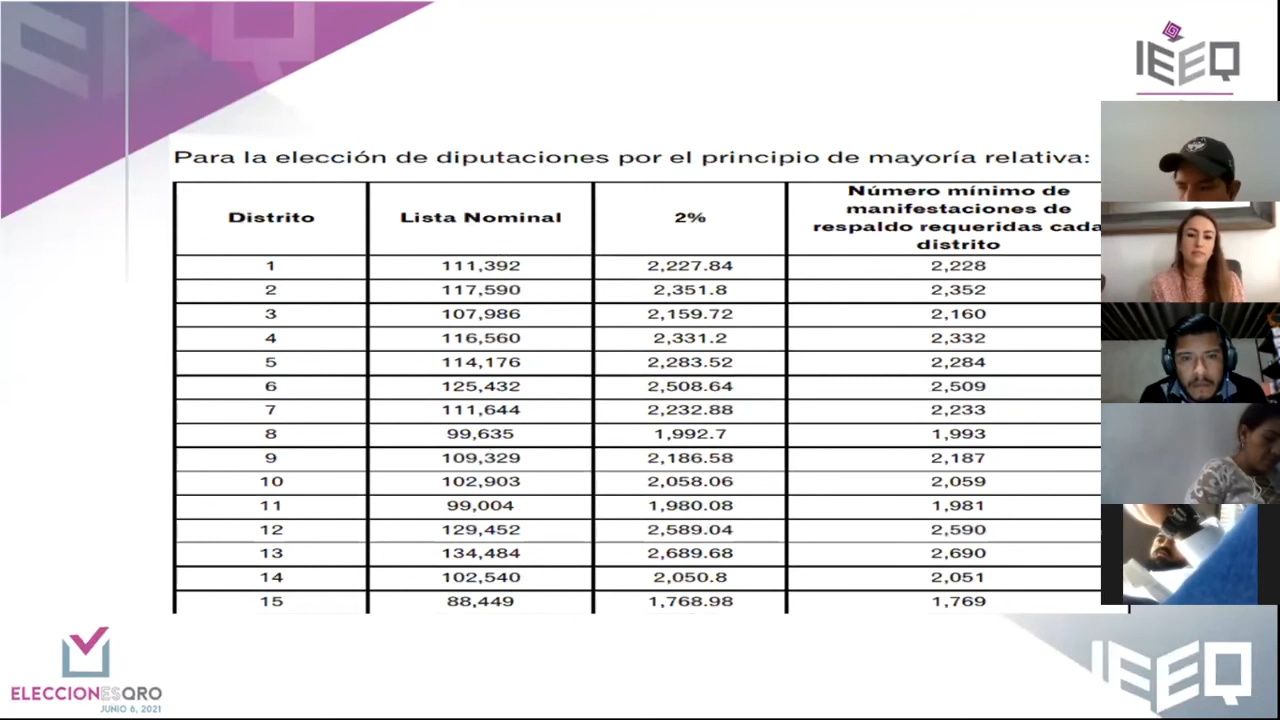 IEEQ
Para la elección de diputaciones por el principio de mayoría relativa:
Distrito Lista Nominal 2% Número mínimo de
manifestaciones de
respaldo requeridas cada
distrito
1 111,392 2,227.84 2,228
2 117,590 2,351.8 2,352
3 107,986 2,159.72 2,160
4 116,560 2,331.2 2,332
5 114,176 2,283.52 2,284
6 125,432 2,508.64 2,509
7 111,644 2,232.88 2,233
8 99,635 1,992.7 1,993
9 109,329 2,186.58 2,187
10 102,903 2,058.06 2,059
11 99,004 1,980.08 1,981
12 129,452 2,589.04 2,590
13 134,484 2,689.68 2,690
14 102,540 2,050.8 2,051
15 88,449 1,768.98 1,769
ELECCIONESQRO
JUNIO 6, 2021
IEEQ